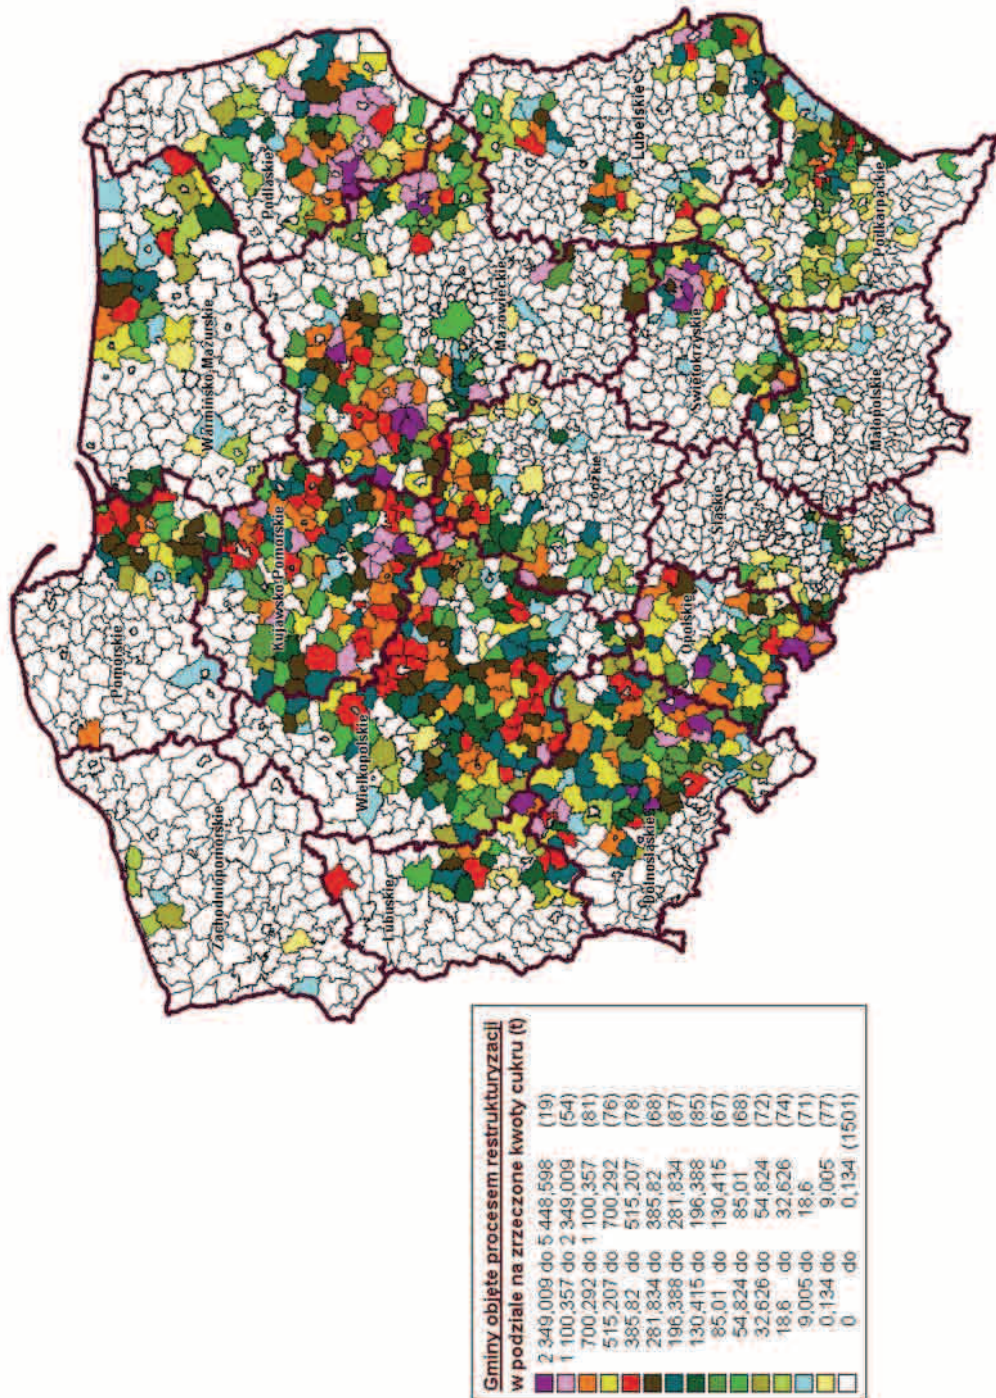 Pomorskie
Warmińsko-Mazurskie
Podlaskie
Zachodniopomorskie
Kujawsko-Pomorskie
Mazowieckie
Wielkopolskie
Lubuskie
Łódzkie
Lubelskie
Dolnośląskie
Opolskie
Śląskie
Świętokrzyskie
Małopolskie
Podkarpackie
Gminy objęte procesem restrukturyzacji
w podziale na zrzeczone kwoty cukru (t)
2 349,009 do 5 448,598 (19)
1 100,357 do 2 349,009 (54)
700,292 do 1 100,357 (81)
515,207 do 700,292 (76)
385,82 do 515,207 (78)
281,834 do 385,82 (68)
196,388 do 281,834 (87)
130,415 do 196,388 (85)
85,01 do 130,415 (67)
54,824 do 85,01 (68)
32,626 do 54,824 (72)
18,6 do 32,626 (74)
9,005 do 18,6 (71)
0,134 do 9,005 (77)
0 do 0,134 (1501)